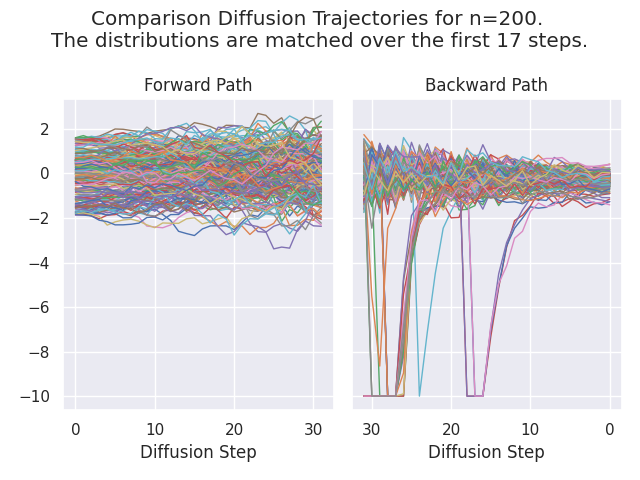 Comparison Diffusion Trajectories for n=200.
The distributions are matched over the first 17 steps.
Forward Path
Backward Path
2
0
−2
−4
−6
−8
−10
0
10
20
30
30
20
10
0
Diffusion Step
Diffusion Step